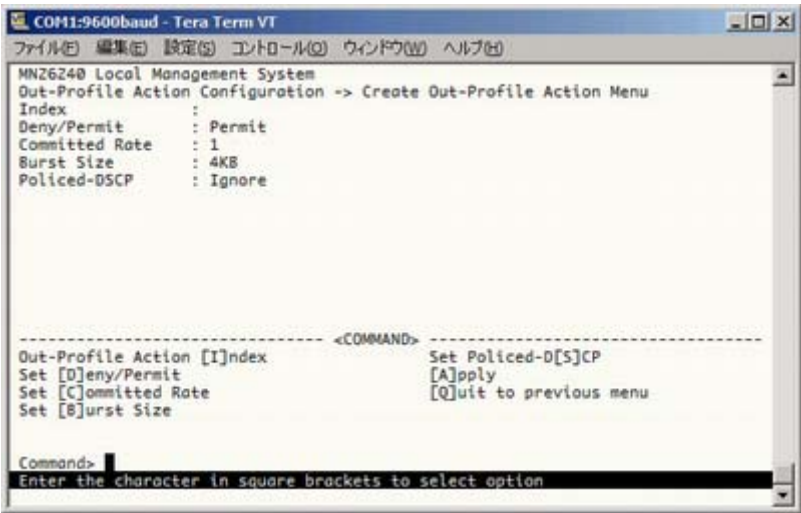 COM1:9600baud - Tera Term VT
ファイル(F) 編集(E) 設定(S) コントロール(O) ウィンドウ(W) ヘルプ(H)
MN26240 Local Management System
Out-Profile Action Configuration -> Create Out-Profile Action Menu
Index :
Deny/Permit : Permit
Committed Rate : 1
Burst Size : 4KB
Policed-DSCP : Ignore
-------------------------------- <COMMAND> -----------------------------------
Out-Profile Action [I]ndex Set Policed-D[S]CP
Set [D]eny/Permit [A]pply
Set [C]ommitted Rate [Q]uit to previous menu
Set [B]urst Size
Command>
Enter the character in square brackets to select option